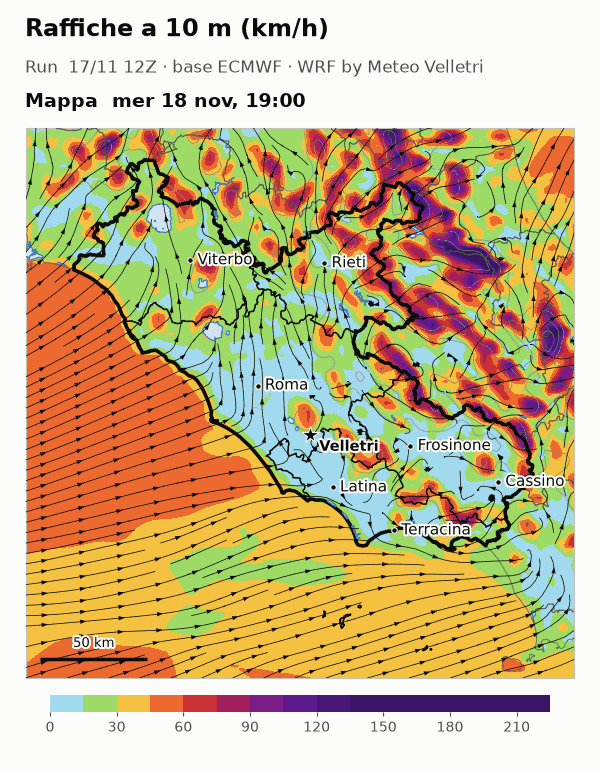 Raffiche a 10 m (km/h)
Run  17/11 12Z · base ECMWF · WRF by Meteo Velletri
Mappa  mer 18 nov, 19:00
Viterbo
Rieti
Roma
Velletri
Frosinone
Latina
Cassino
Terracina
50 km
0 30 60 90 120 150 180 210